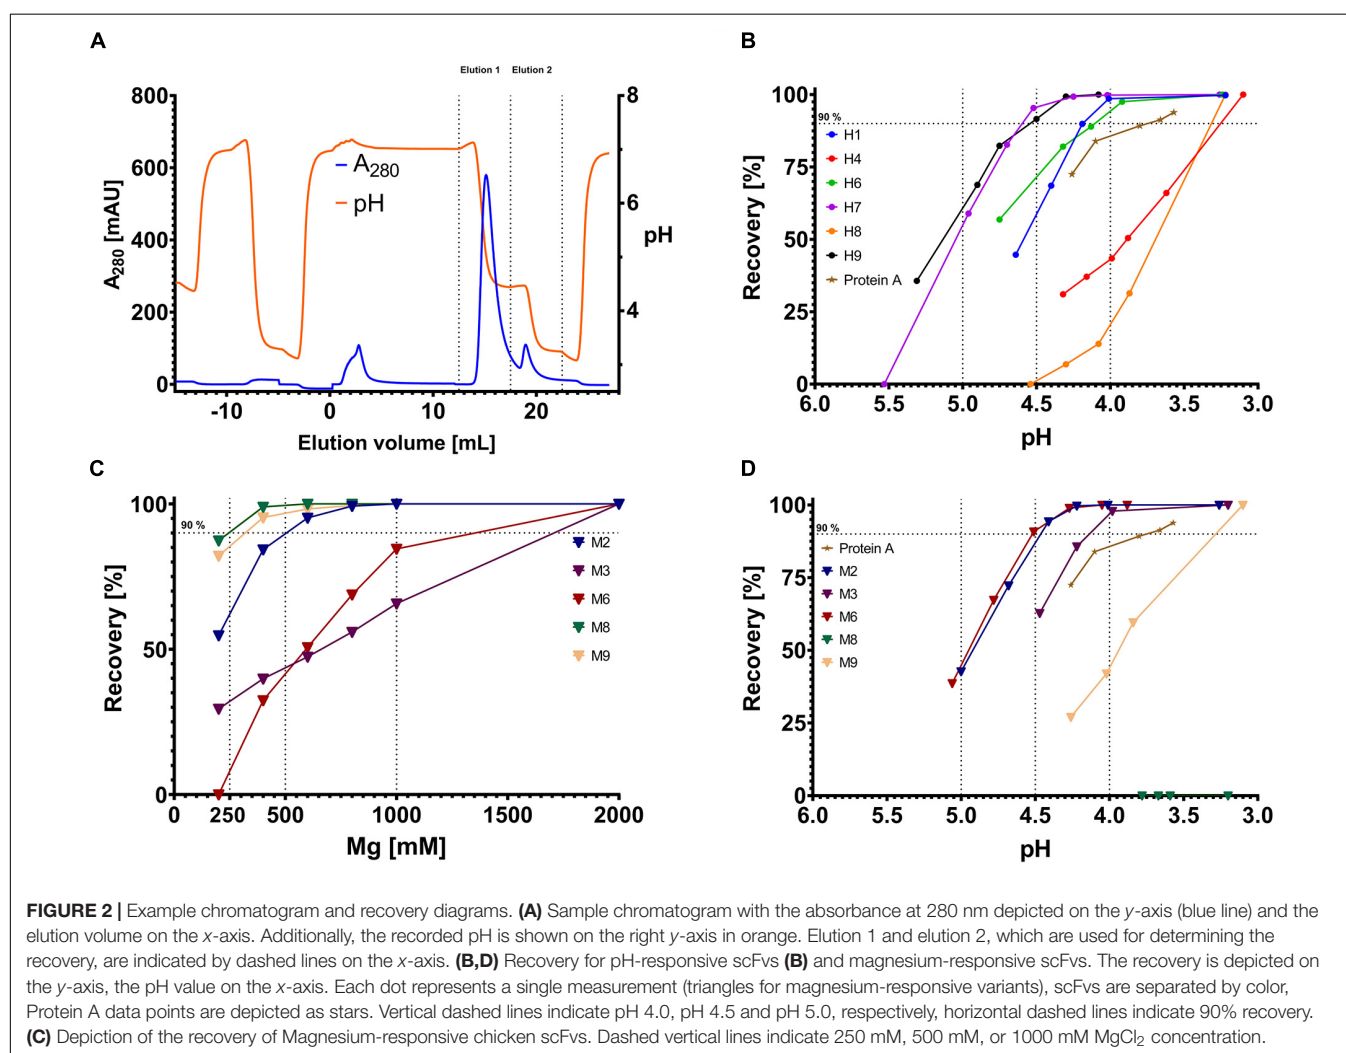 A
Elution 1 Elution 2
800
600
400
200
0
A280 [mAU]
8
6
4
pH
A280
pH
-10 0 10 20
Elution volume [mL]
B
100
75
50
25
0
Recovery [%]
90 %
H1
H4
H6
H7
H8
H9
Protein A
6.0 5.5 5.0 4.5 4.0 3.5 3.0
pH
C
100
50
0
Recovery [%]
90 %
M2
M3
M6
M8
M9
0 250 500 1000 1500 2000
Mg [mM]
D
100
75
50
25
0
Recovery [%]
90 %
Protein A
M2
M3
M6
M8
M9
6.0 5.5 5.0 4.5 4.0 3.5 3.0
pH
FIGURE 2 | Example chromatogram and recovery diagrams. (A) Sample chromatogram with the absorbance at 280 nm depicted on the y-axis (blue line) and the
elution volume on the x-axis. Additionally, the recorded pH is shown on the right y-axis in orange. Elution 1 and elution 2, which are used for determining the
recovery, are indicated by dashed lines on the x-axis. (B,D) Recovery for pH-responsive scFvs (B) and magnesium-responsive scFvs. The recovery is depicted on
the y-axis, the pH value on the x-axis. Each dot represents a single measurement (triangles for magnesium-responsive variants), scFvs are separated by color,
Protein A data points are depicted as stars. Vertical dashed lines indicate pH 4.0, pH 4.5 and pH 5.0, respectively, horizontal dashed lines indicate 90% recovery.
(C) Depiction of the recovery of Magnesium-responsive chicken scFvs. Dashed vertical lines indicate 250 mM, 500 mM, or 1000 mM MgCl2 concentration.